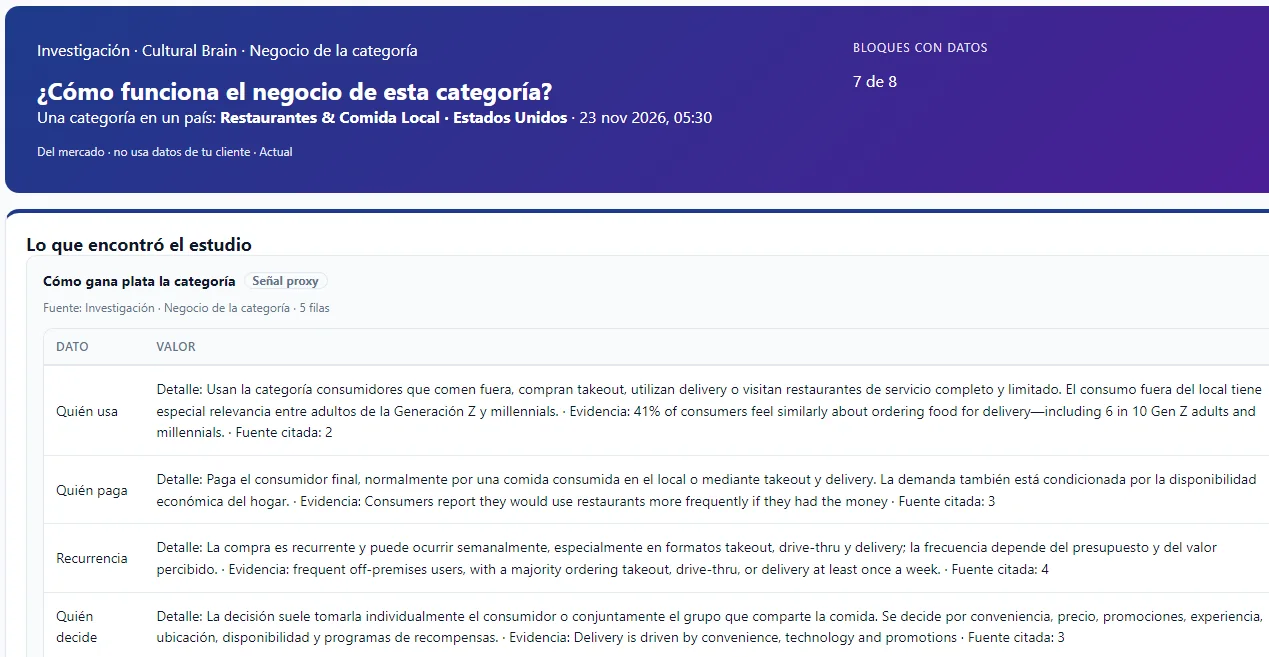 Investigación · Cultural Brain · Negocio de la categoría
BLOQUES CON DATOS
7 de 8
¿Cómo funciona el negocio de esta categoría?
Una categoría en un país: Restaurantes & Comida Local · Estados Unidos · 23 nov 2026, 05:30
Del mercado · no usa datos de tu cliente · Actual
Lo que encontró el estudio
Cómo gana plata la categoría Señal proxy
Fuente: Investigación · Negocio de la categoría · 5 filas
DATO VALOR
Quién usa
Detalle: Usan la categoría consumidores que comen fuera, compran takeout, utilizan delivery o visitan restaurantes de servicio completo y limitado. El consumo fuera del local tiene
especial relevancia entre adultos de la Generación Z y millennials. · Evidencia: 41% of consumers feel similarly about ordering food for delivery—including 6 in 10 Gen Z adults and
millennials. · Fuente citada: 2
Quién paga
Detalle: Paga el consumidor final, normalmente por una comida consumida en el local o mediante takeout y delivery. La demanda también está condicionada por la disponibilidad
económica del hogar. · Evidencia: Consumers report they would use restaurants more frequently if they had the money · Fuente citada: 3
Recurrencia
Detalle: La compra es recurrente y puede ocurrir semanalmente, especialmente en formatos takeout, drive-thru y delivery; la frecuencia depende del presupuesto y del valor
percibido. · Evidencia: frequent off-premises users, with a majority ordering takeout, drive-thru, or delivery at least once a week. · Fuente citada: 4
Quién
decide
Detalle: La decisión suele tomarla individualmente el consumidor o conjuntamente el grupo que comparte la comida. Se decide por conveniencia, precio, promociones, experiencia,
ubicación, disponibilidad y programas de recompensas. · Evidencia: Delivery is driven by convenience, technology and promotions · Fuente citada: 3